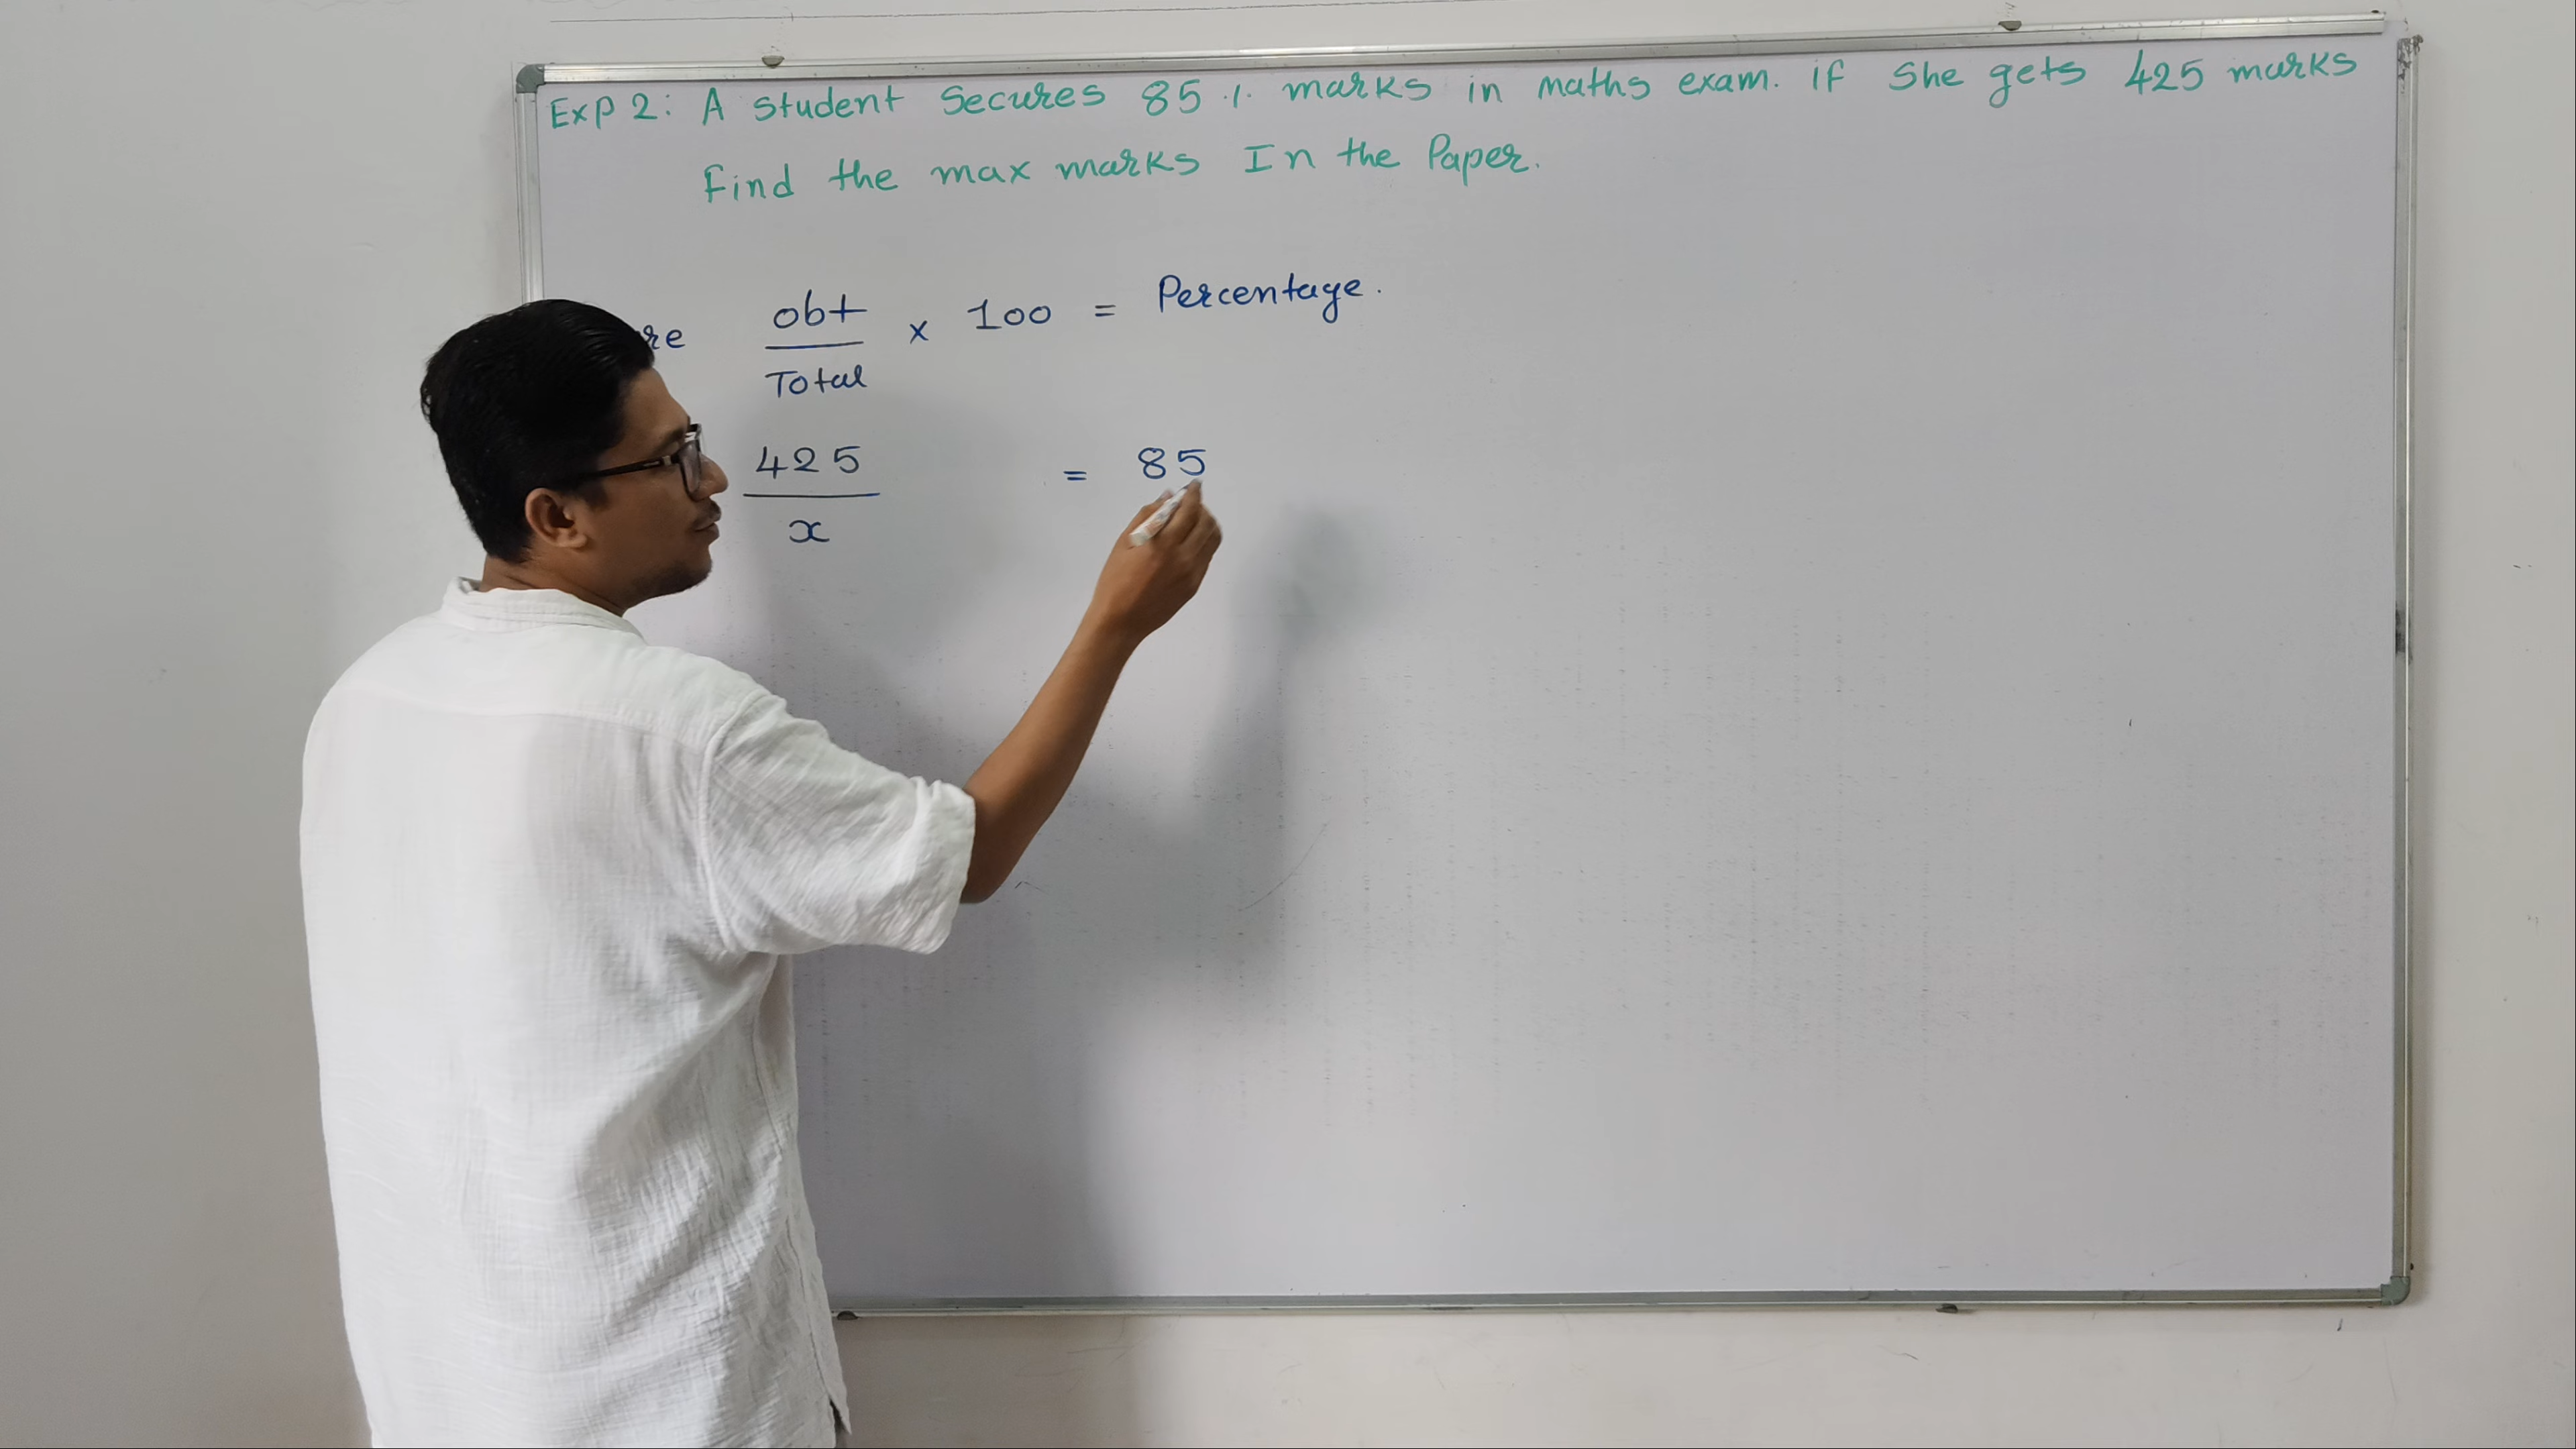 Exp 2: A student Secures 85 % marks in maths exam. if She gets 425 marks
Find the max marks In the Paper.
obt / Total × 100 = Percentage.
425 / x = 85